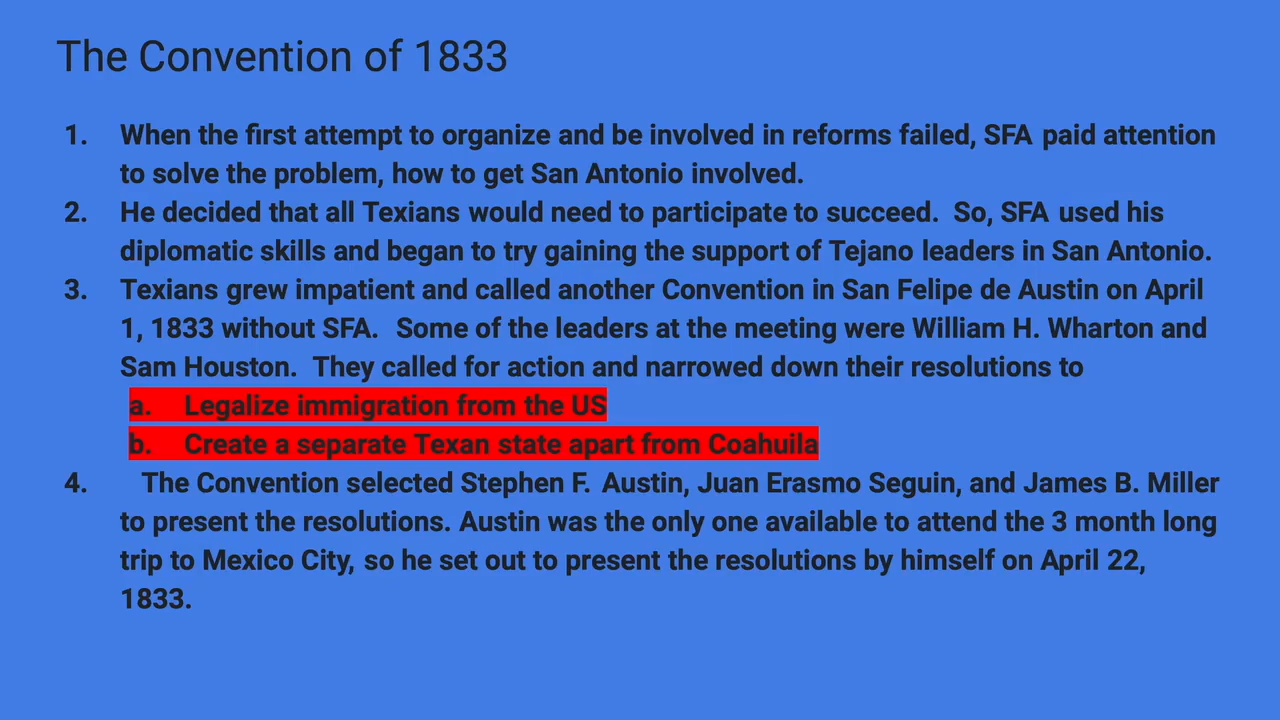 The Convention of 1833
1. When the first attempt to organize and be involved in reforms failed, SFA paid attention
to solve the problem, how to get San Antonio involved.
2. He decided that all Texians would need to participate to succeed. So, SFA used his
diplomatic skills and began to try gaining the support of Tejano leaders in San Antonio.
3. Texians grew impatient and called another Convention in San Felipe de Austin on April
1, 1833 without SFA. Some of the leaders at the meeting were William H. Wharton and
Sam Houston. They called for action and narrowed down their resolutions to
a. Legalize immigration from the US
b. Create a separate Texan state apart from Coahuila
4. The Convention selected Stephen F. Austin, Juan Erasmo Seguin, and James B. Miller
to present the resolutions. Austin was the only one available to attend the 3 month long
trip to Mexico City, so he set out to present the resolutions by himself on April 22,
1833.